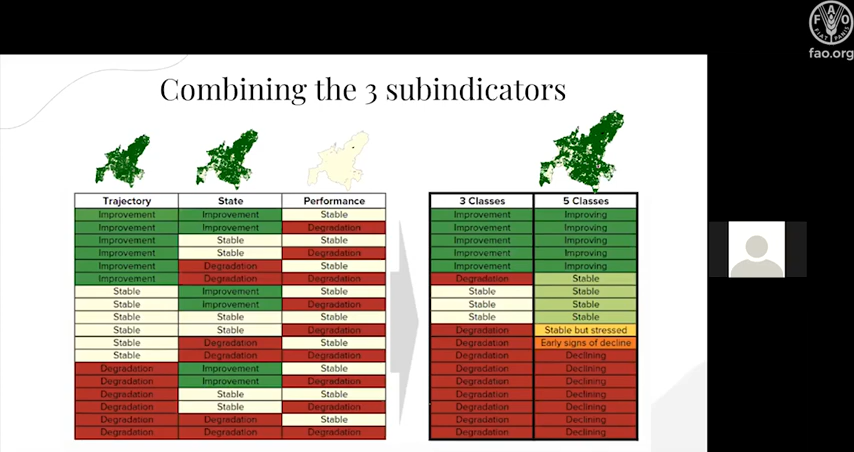 FAO
FIAT PANIS
fao.org
Combining the 3 subindicators
Trajectory State Performance 3 Classes 5 Classes
Improvement Improvement Stable Improvement Improving
Improvement Improvement Degradation Improvement Improving
Improvement Stable Stable Improvement Improving
Improvement Stable Degradation Improvement Improving
Improvement Degradation Stable Improvement Improving
Improvement Degradation Degradation Degradation Stable
Stable Improvement Stable Stable Stable
Stable Improvement Degradation Stable Stable
Stable Stable Stable Stable Stable
Stable Stable Degradation Degradation Stable but stressed
Stable Degradation Stable Degradation Early signs of decline
Stable Degradation Degradation Degradation Declining
Degradation Improvement Stable Degradation Declining
Degradation Improvement Degradation Degradation Declining
Degradation Stable Stable Degradation Declining
Degradation Stable Degradation Degradation Declining
Degradation Degradation Stable Degradation Declining
Degradation Degradation Degradation Degradation Declining